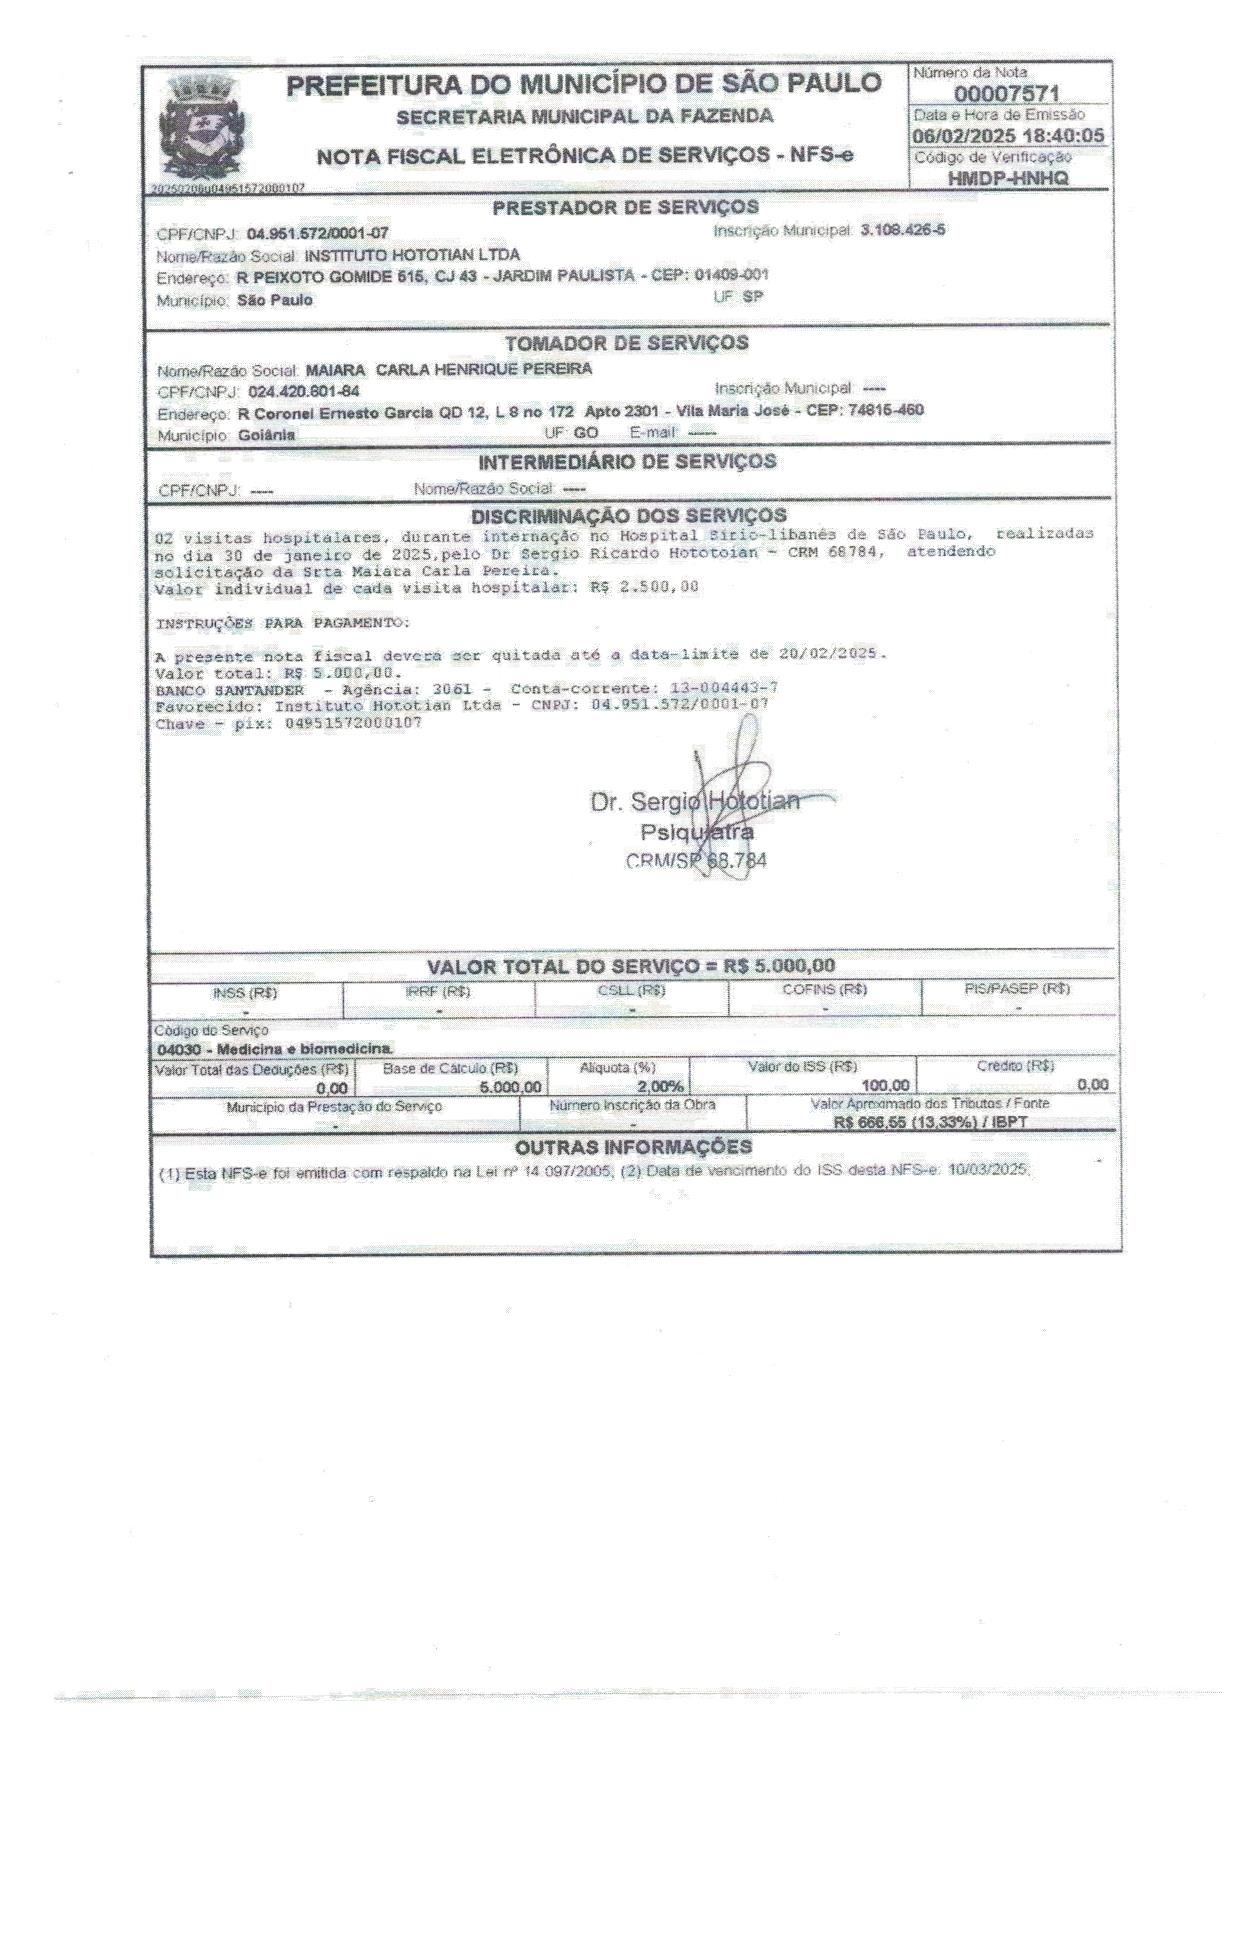 PREFEITURA DO MUNICÍPIO DE SÃO PAULO
SECRETARIA MUNICIPAL DA FAZENDA
NOTA FISCAL ELETRÔNICA DE SERVIÇOS - NFS-e
20250206u04951572000107
Número da Nota
00007571
Data e Hora de Emissão
06/02/2025 18:40:05
Código de Verificação
HMDP-HNHQ
PRESTADOR DE SERVIÇOS
CPF/CNPJ: 04.951.572/0001-07 Inscrição Municipal: 3.108.426-5
Nome/Razão Social: INSTITUTO HOTOTIAN LTDA
Endereço: R PEIXOTO GOMIDE 515, CJ 43 - JARDIM PAULISTA - CEP: 01409-001
Município: São Paulo UF: SP
TOMADOR DE SERVIÇOS
Nome/Razão Social: MAIARA CARLA HENRIQUE PEREIRA
CPF/CNPJ: 024.420.601-84 Inscrição Municipal: ----
Endereço: R Coronel Ernesto Garcia QD 12, L 8 no 172 Apto 2301 - Vila Maria José - CEP: 74815-460
Município: Goiânia UF: GO E-mail: -----
INTERMEDIÁRIO DE SERVIÇOS
CPF/CNPJ: ---- Nome/Razão Social: ----
DISCRIMINAÇÃO DOS SERVIÇOS
02 visitas hospitalares, durante internação no Hospital Sirio-libanês de São Paulo, realizadas
no dia 30 de janeiro de 2025,pelo Dr Sergio Ricardo Hototoian - CRM 68784, atendendo
solicitação da Srta Maiara Carla Pereira.
Valor individual de cada visita hospitalar: R$ 2.500,00
INSTRUÇÕES PARA PAGAMENTO:
A presente nota fiscal devera ser quitada até a data-limite de 20/02/2025.
Valor total: R$ 5.000,00.
BANCO SANTANDER - Agência: 3061 - Conta-corrente: 13-004443-7
Favorecido: Instituto Hototian Ltda - CNPJ: 04.951.572/0001-07
Chave - pix: 04951572000107
Dr. Sergio Hototian
Psiquiatra
CRM/SP 68.784
VALOR TOTAL DO SERVIÇO = R$ 5.000,00
INSS (R$) IRRF (R$) CSLL (R$) COFINS (R$) PIS/PASEP (R$)
- - - - -
Código do Serviço
04030 - Medicina e biomedicina.
Valor Total das Deduções (R$) Base de Cálculo (R$) Alíquota (%) Valor do ISS (R$) Crédito (R$)
0,00 5.000,00 2,00% 100,00 0,00
Município da Prestação do Serviço Número Inscrição da Obra Valor Aproximado dos Tributos / Fonte
- - R$ 666,55 (13,33%) / IBPT
OUTRAS INFORMAÇÕES
(1) Esta NFS-e foi emitida com respaldo na Lei nº 14.097/2005; (2) Data de vencimento do ISS desta NFS-e: 10/03/2025;